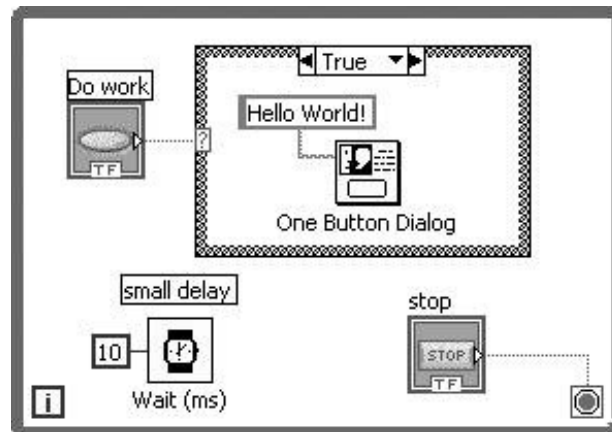 True
Do work
Hello World!
?
TF
One Button Dialog
small delay
stop
10
STOP
TF
Wait (ms)
i